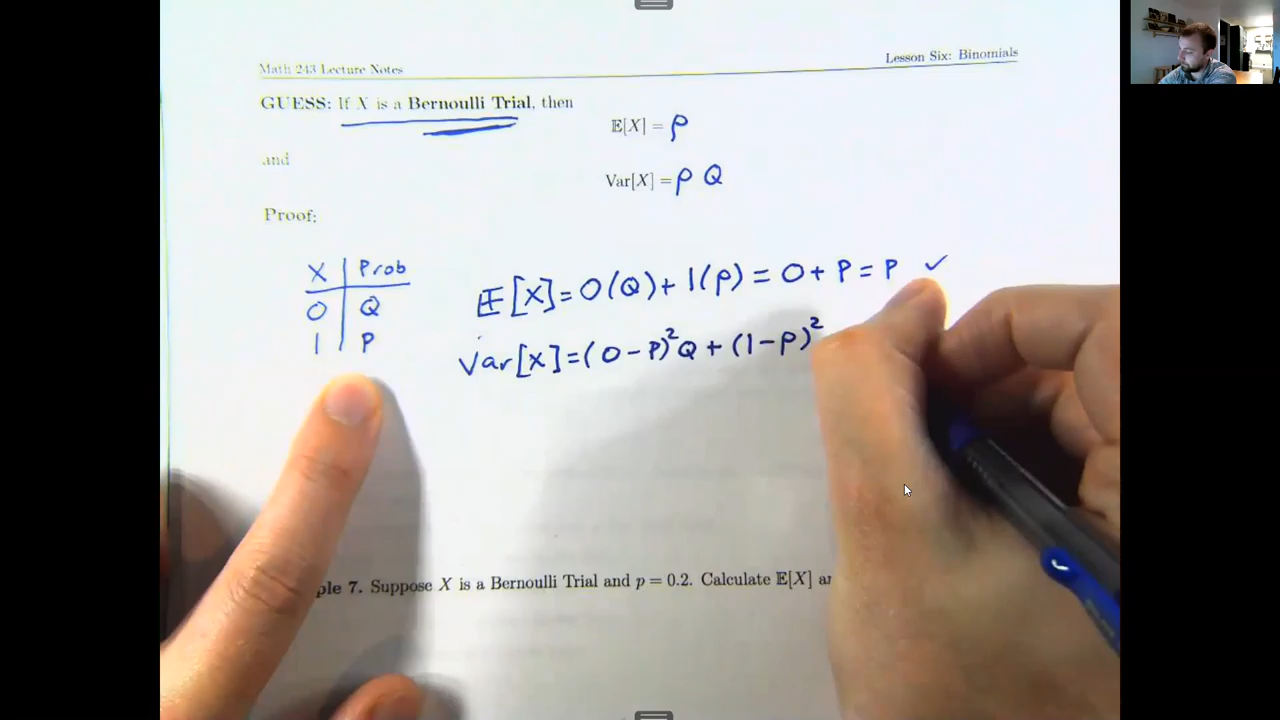 Math 243 Lecture Notes
Lesson Six: Binomials
GUESS: If X is a Bernoulli Trial, then
𝔼[X] = p
and
Var[X] = p Q
Proof:
X | Prob
0 | Q
1 | P
𝔼[X] = 0(Q) + 1(p) = 0 + P = P ✓
Var[X] = (0 - P)²Q + (1 - p)²
ple 7. Suppose X is a Bernoulli Trial and p = 0.2. Calculate 𝔼[X] ar